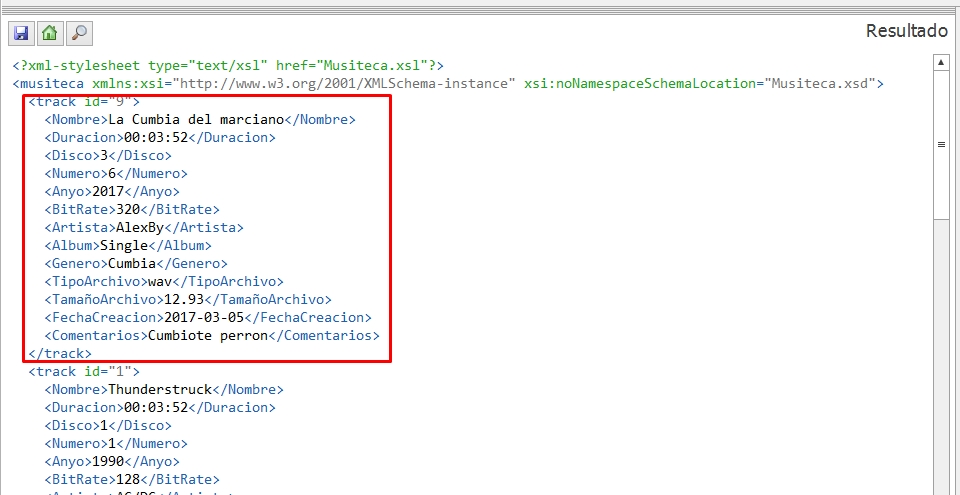 Resultado
<?xml-stylesheet type="text/xsl" href="Musiteca.xsl"?>
<musiteca xmlns:xsi="http://www.w3.org/2001/XMLSchema-instance" xsi:noNamespaceSchemaLocation="Musiteca.xsd">
<track id="9">
<Nombre>La Cumbia del marciano</Nombre>
<Duracion>00:03:52</Duracion>
<Disco>3</Disco>
<Numero>6</Numero>
<Anyo>2017</Anyo>
<BitRate>320</BitRate>
<Artista>AlexBy</Artista>
<Album>Single</Album>
<Genero>Cumbia</Genero>
<TipoArchivo>wav</TipoArchivo>
<TamañoArchivo>12.93</TamañoArchivo>
<FechaCreacion>2017-03-05</FechaCreacion>
<Comentarios>Cumbiote perron</Comentarios>
</track>
<track id="1">
<Nombre>Thunderstruck</Nombre>
<Duracion>00:03:52</Duracion>
<Disco>1</Disco>
<Numero>1</Numero>
<Anyo>1990</Anyo>
<BitRate>128</BitRate>